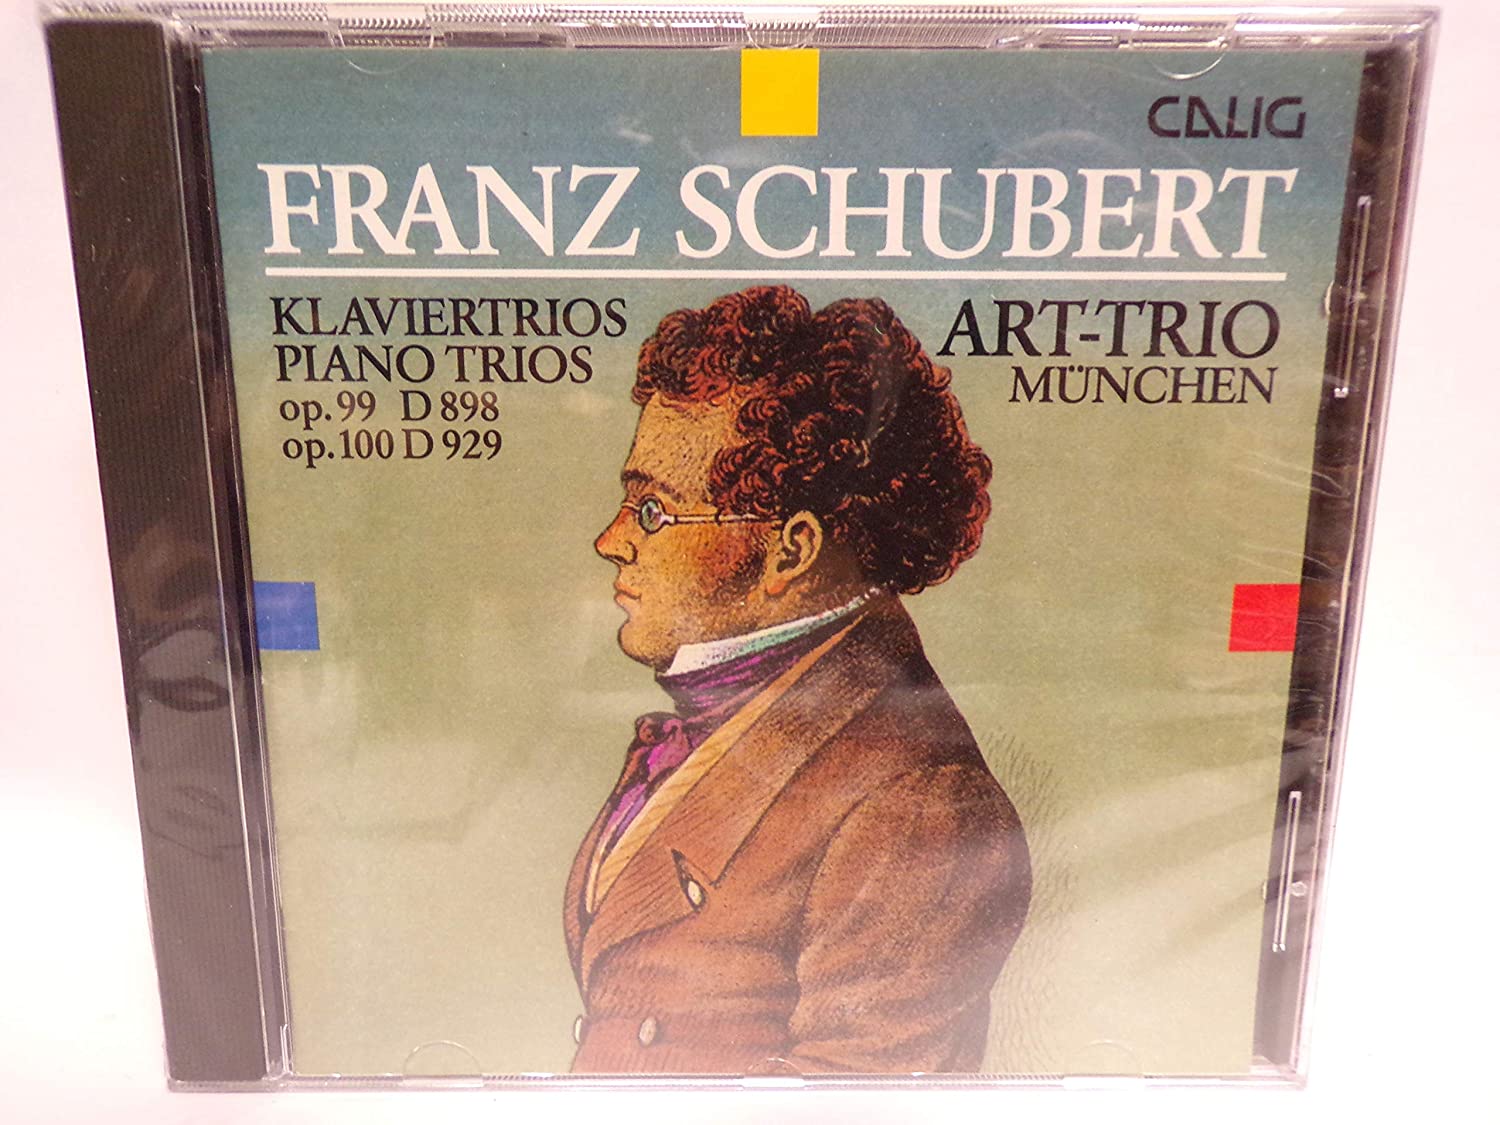 CALIG
FRANZ SCHUBERT
KLAVIERTRIOS
PIANO TRIOS
op.99 D 898
op.100 D 929
ART-TRIO
MÜNCHEN